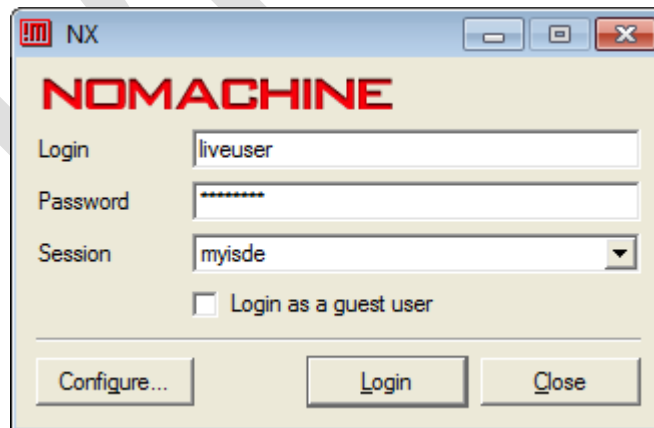 !M NX
NOMACHINE
Login liveuser
Password ********
Session myisde
Login as a guest user
Configure... Login Close